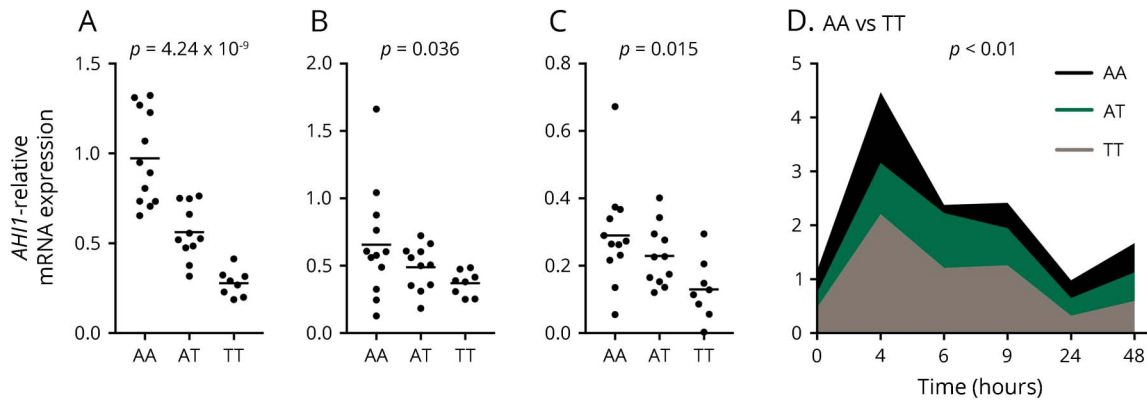 A
p = 4.24 x 10⁻⁹
AHI1-relative
mRNA expression
1.5
1.0
0.5
0.0
AA AT TT
B
p = 0.036
2.0
1.5
1.0
0.5
0.0
AA AT TT
C
p = 0.015
0.8
0.6
0.4
0.2
0.0
AA AT TT
D. AA vs TT
p < 0.01
5
4
3
2
1
0
AA
AT
TT
0 4 6 9 24 48
Time (hours)